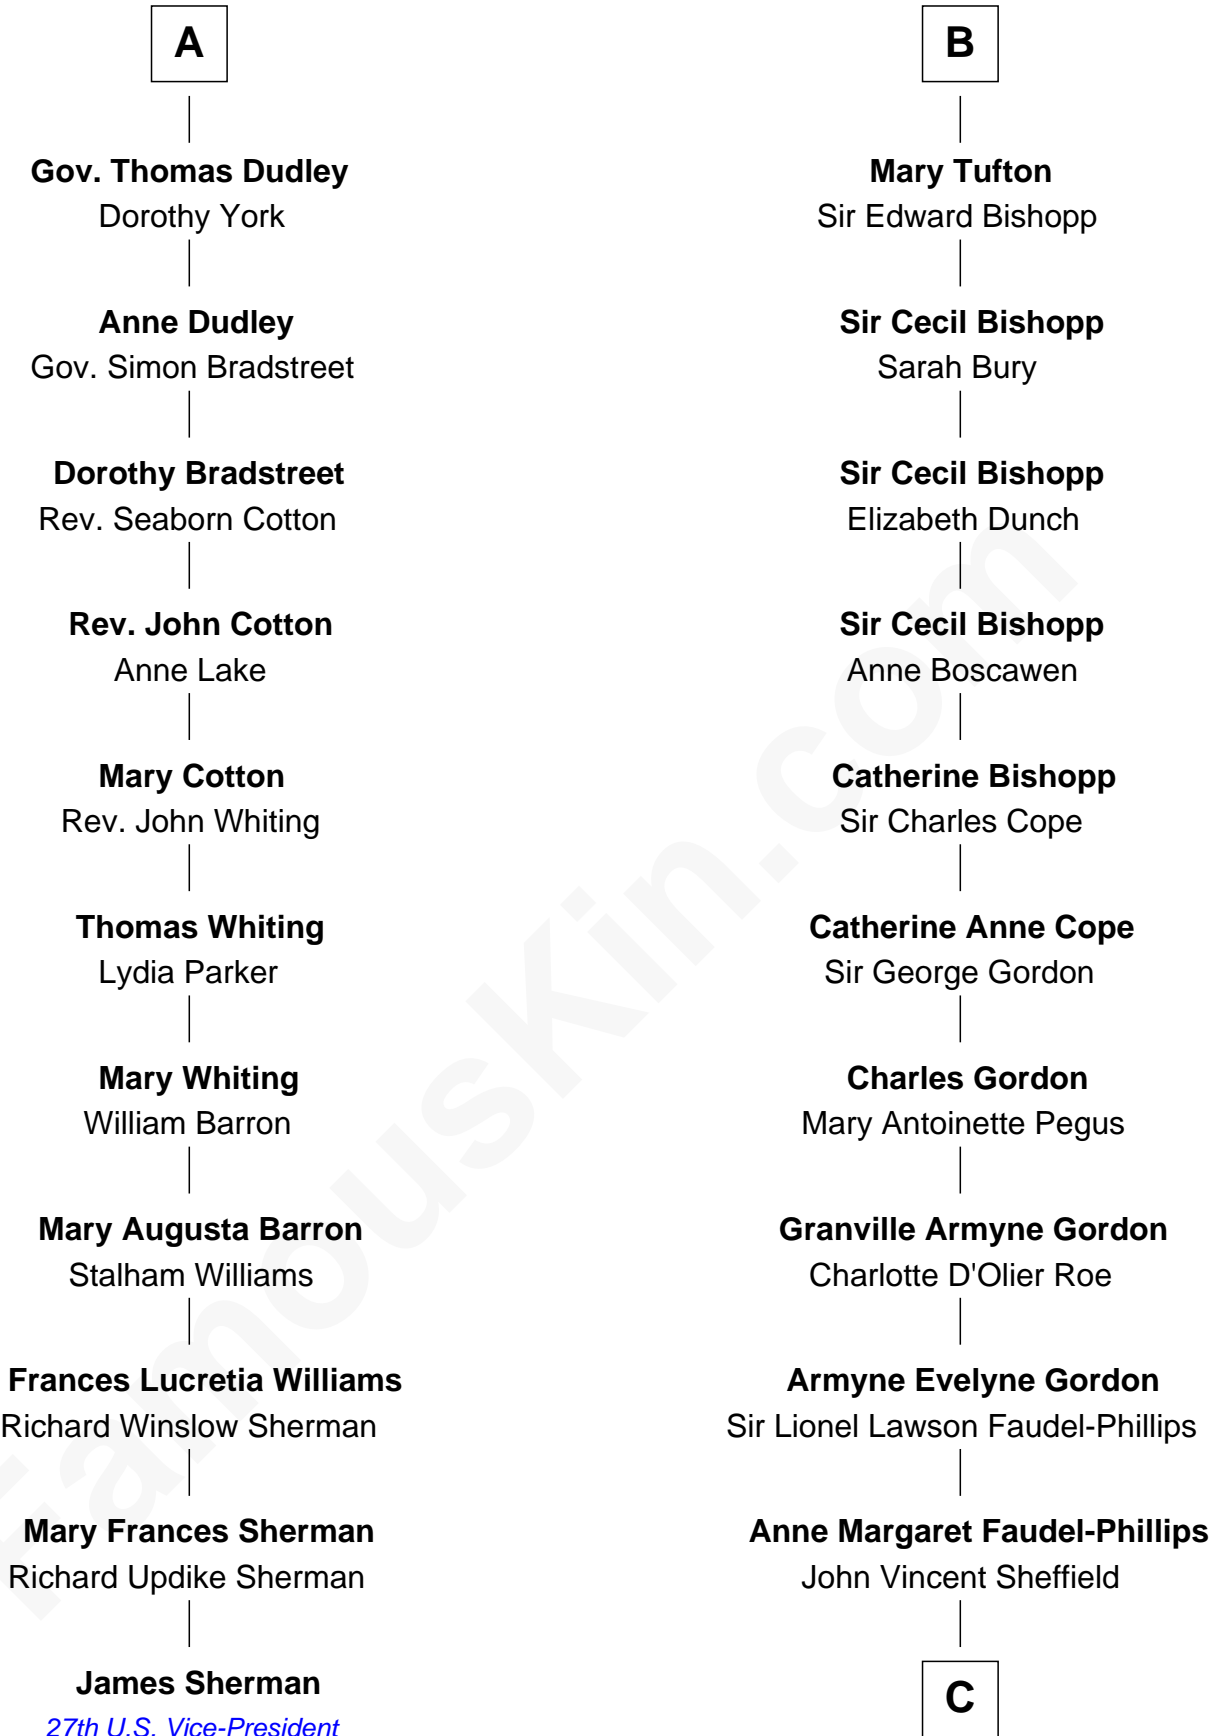 A
Gov. Thomas Dudley
Dorothy York
Anne Dudley
Gov. Simon Bradstreet
Dorothy Bradstreet
Rev. Seaborn Cotton
Rev. John Cotton
Anne Lake
Mary Cotton
Rev. John Whiting
Thomas Whiting
Lydia Parker
Mary Whiting
William Barron
Mary Augusta Barron
Stalham Williams
Frances Lucretia Williams
Richard Winslow Sherman
Mary Frances Sherman
Richard Updike Sherman
James Sherman
27th U.S. Vice-President
B
Mary Tufton
Sir Edward Bishopp
Sir Cecil Bishopp
Sarah Bury
Sir Cecil Bishopp
Elizabeth Dunch
Sir Cecil Bishopp
Anne Boscawen
Catherine Bishopp
Sir Charles Cope
Catherine Anne Cope
Sir George Gordon
Charles Gordon
Mary Antoinette Pegus
Granville Armyne Gordon
Charlotte D'Olier Roe
Armyne Evelyne Gordon
Sir Lionel Lawson Faudel-Phillips
Anne Margaret Faudel-Phillips
John Vincent Sheffield
C
FamousKin.com